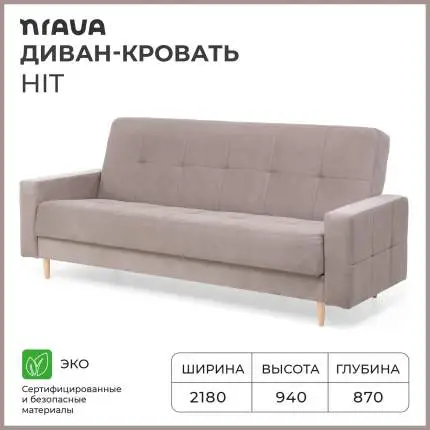 nrava
ДИВАН-КРОВАТЬ
HIT
ЭКО
Сертифицированные
и безопасные
материалы
ШИРИНА ВЫСОТА ГЛУБИНА
2180 940 870